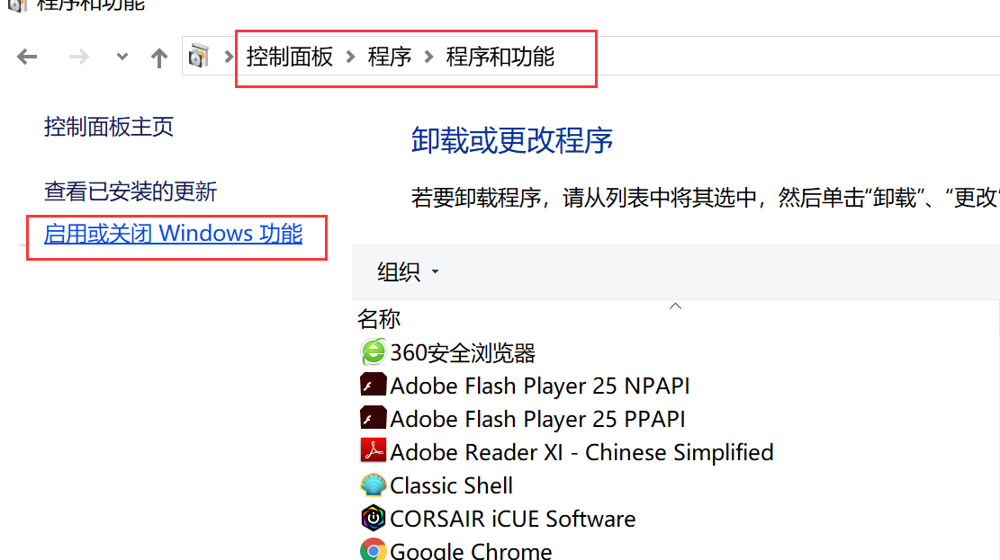 程序和功能
控制面板 > 程序 > 程序和功能
控制面板主页
查看已安装的更新
启用或关闭 Windows 功能
卸载或更改程序
若要卸载程序，请从列表中将其选中，然后单击“卸载”、“更改”
组织
名称
360安全浏览器
Adobe Flash Player 25 NPAPI
Adobe Flash Player 25 PPAPI
Adobe Reader XI - Chinese Simplified
Classic Shell
CORSAIR iCUE Software
Google Chrome